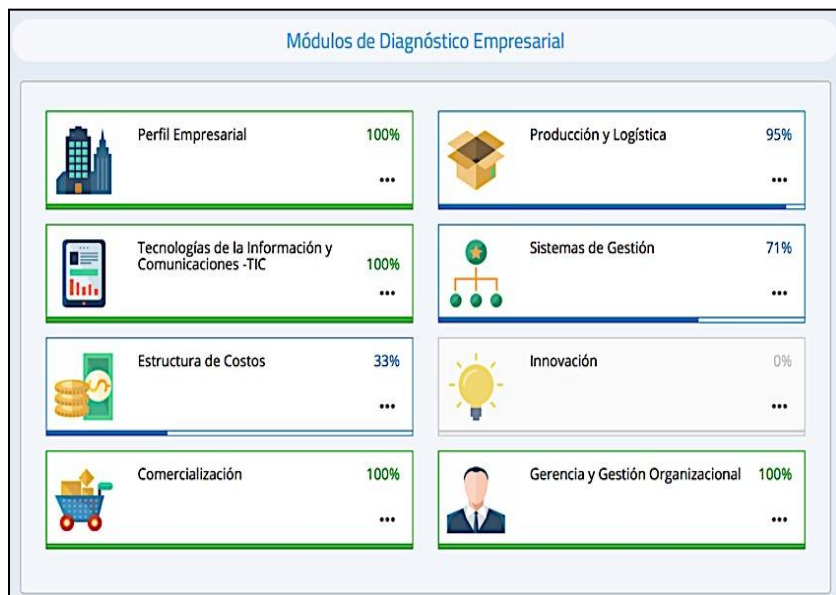 Módulos de Diagnóstico Empresarial
Perfil Empresarial 100%
...
Producción y Logística 95%
...
Tecnologías de la Información y
Comunicaciones -TIC 100%
...
Sistemas de Gestión 71%
...
Estructura de Costos 33%
...
Innovación 0%
...
Comercialización 100%
...
Gerencia y Gestión Organizacional 100%
...